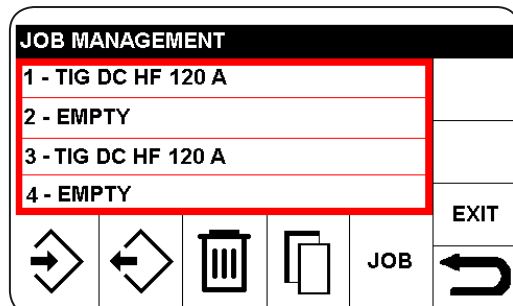 JOB MANAGEMENT
1 - TIG DC HF 120 A
2 - EMPTY
3 - TIG DC HF 120 A
4 - EMPTY
EXIT
JOB